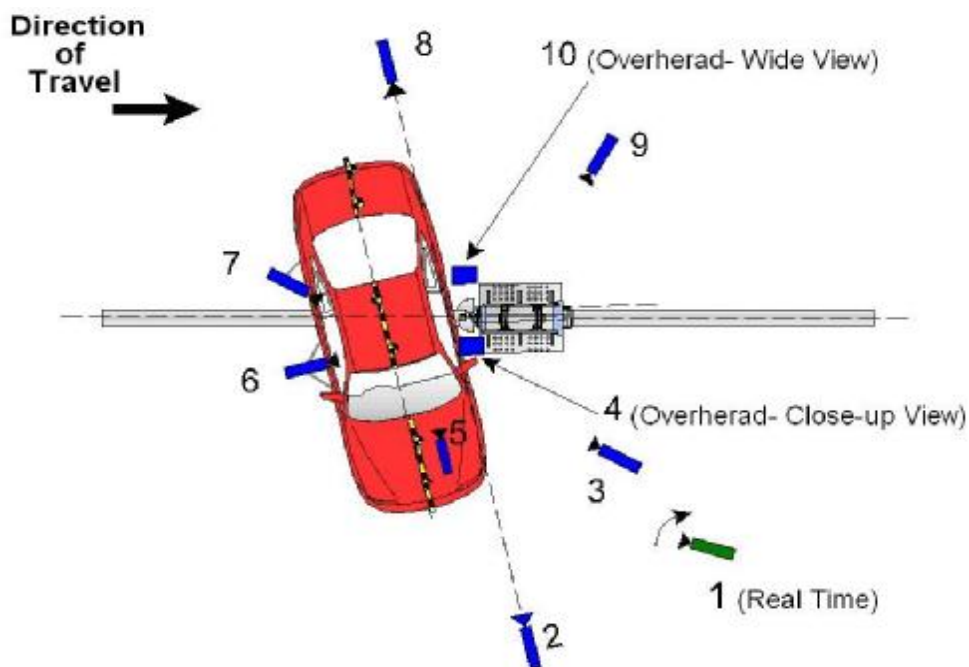 Direction
of
Travel
8
10 (Overherad- Wide View)
9
7
6
4 (Overherad- Close-up View)
5
3
1 (Real Time)
2